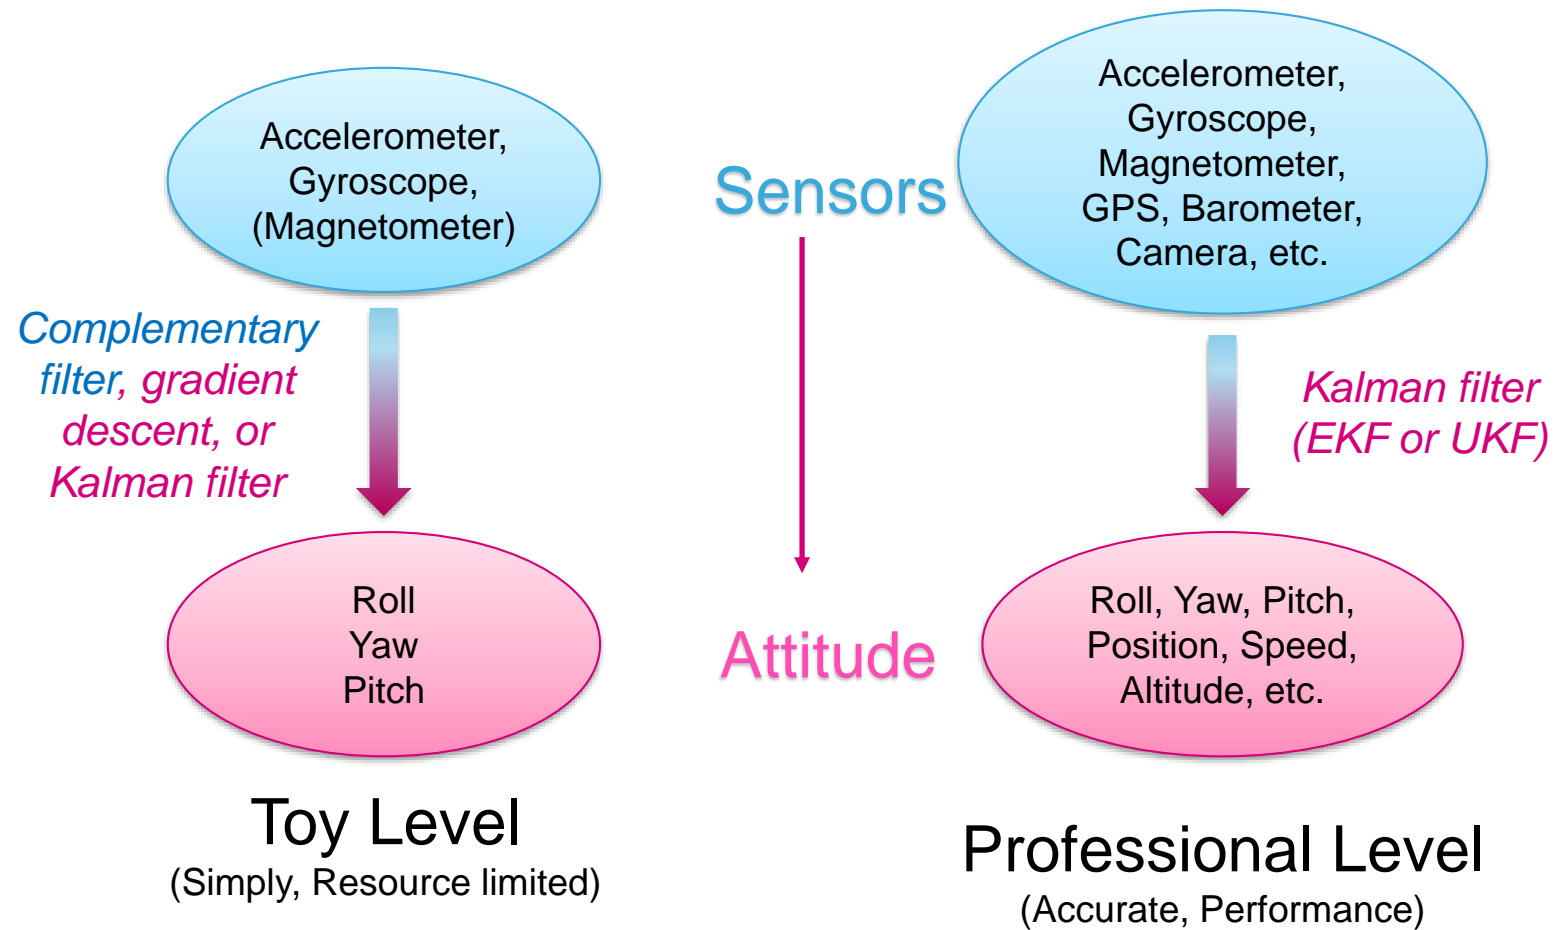 Accelerometer,
Gyroscope,
(Magnetometer)
Complementary
filter, gradient
descent, or
Kalman filter
Roll
Yaw
Pitch
Toy Level
(Simply, Resource limited)
Sensors
Attitude
Accelerometer,
Gyroscope,
Magnetometer,
GPS, Barometer,
Camera, etc.
Kalman filter
(EKF or UKF)
Roll, Yaw, Pitch,
Position, Speed,
Altitude, etc.
Professional Level
(Accurate, Performance)